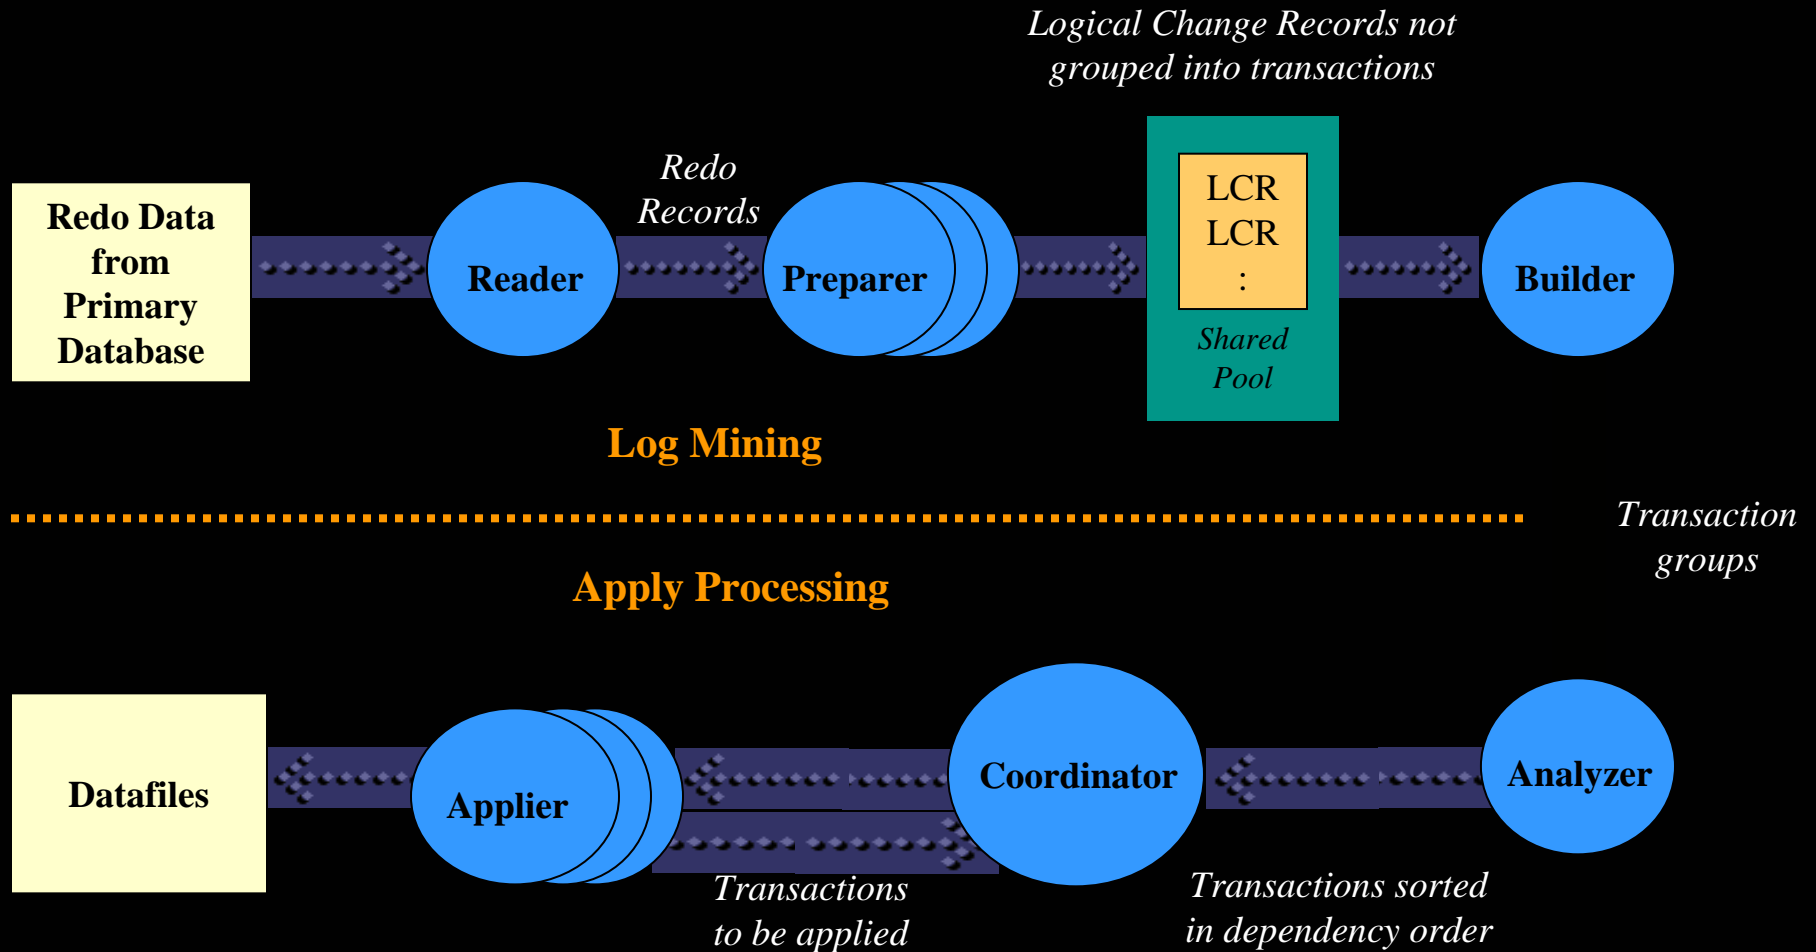 Logical Change Records not
grouped into transactions
Redo Data
from
Primary
Database
Reader
Redo
Records
Preparer
LCR
LCR
:
Shared
Pool
Builder
Log Mining
Transaction
groups
Apply Processing
Datafiles
Applier
Coordinator
Analyzer
Transactions
to be applied
Transactions sorted
in dependency order